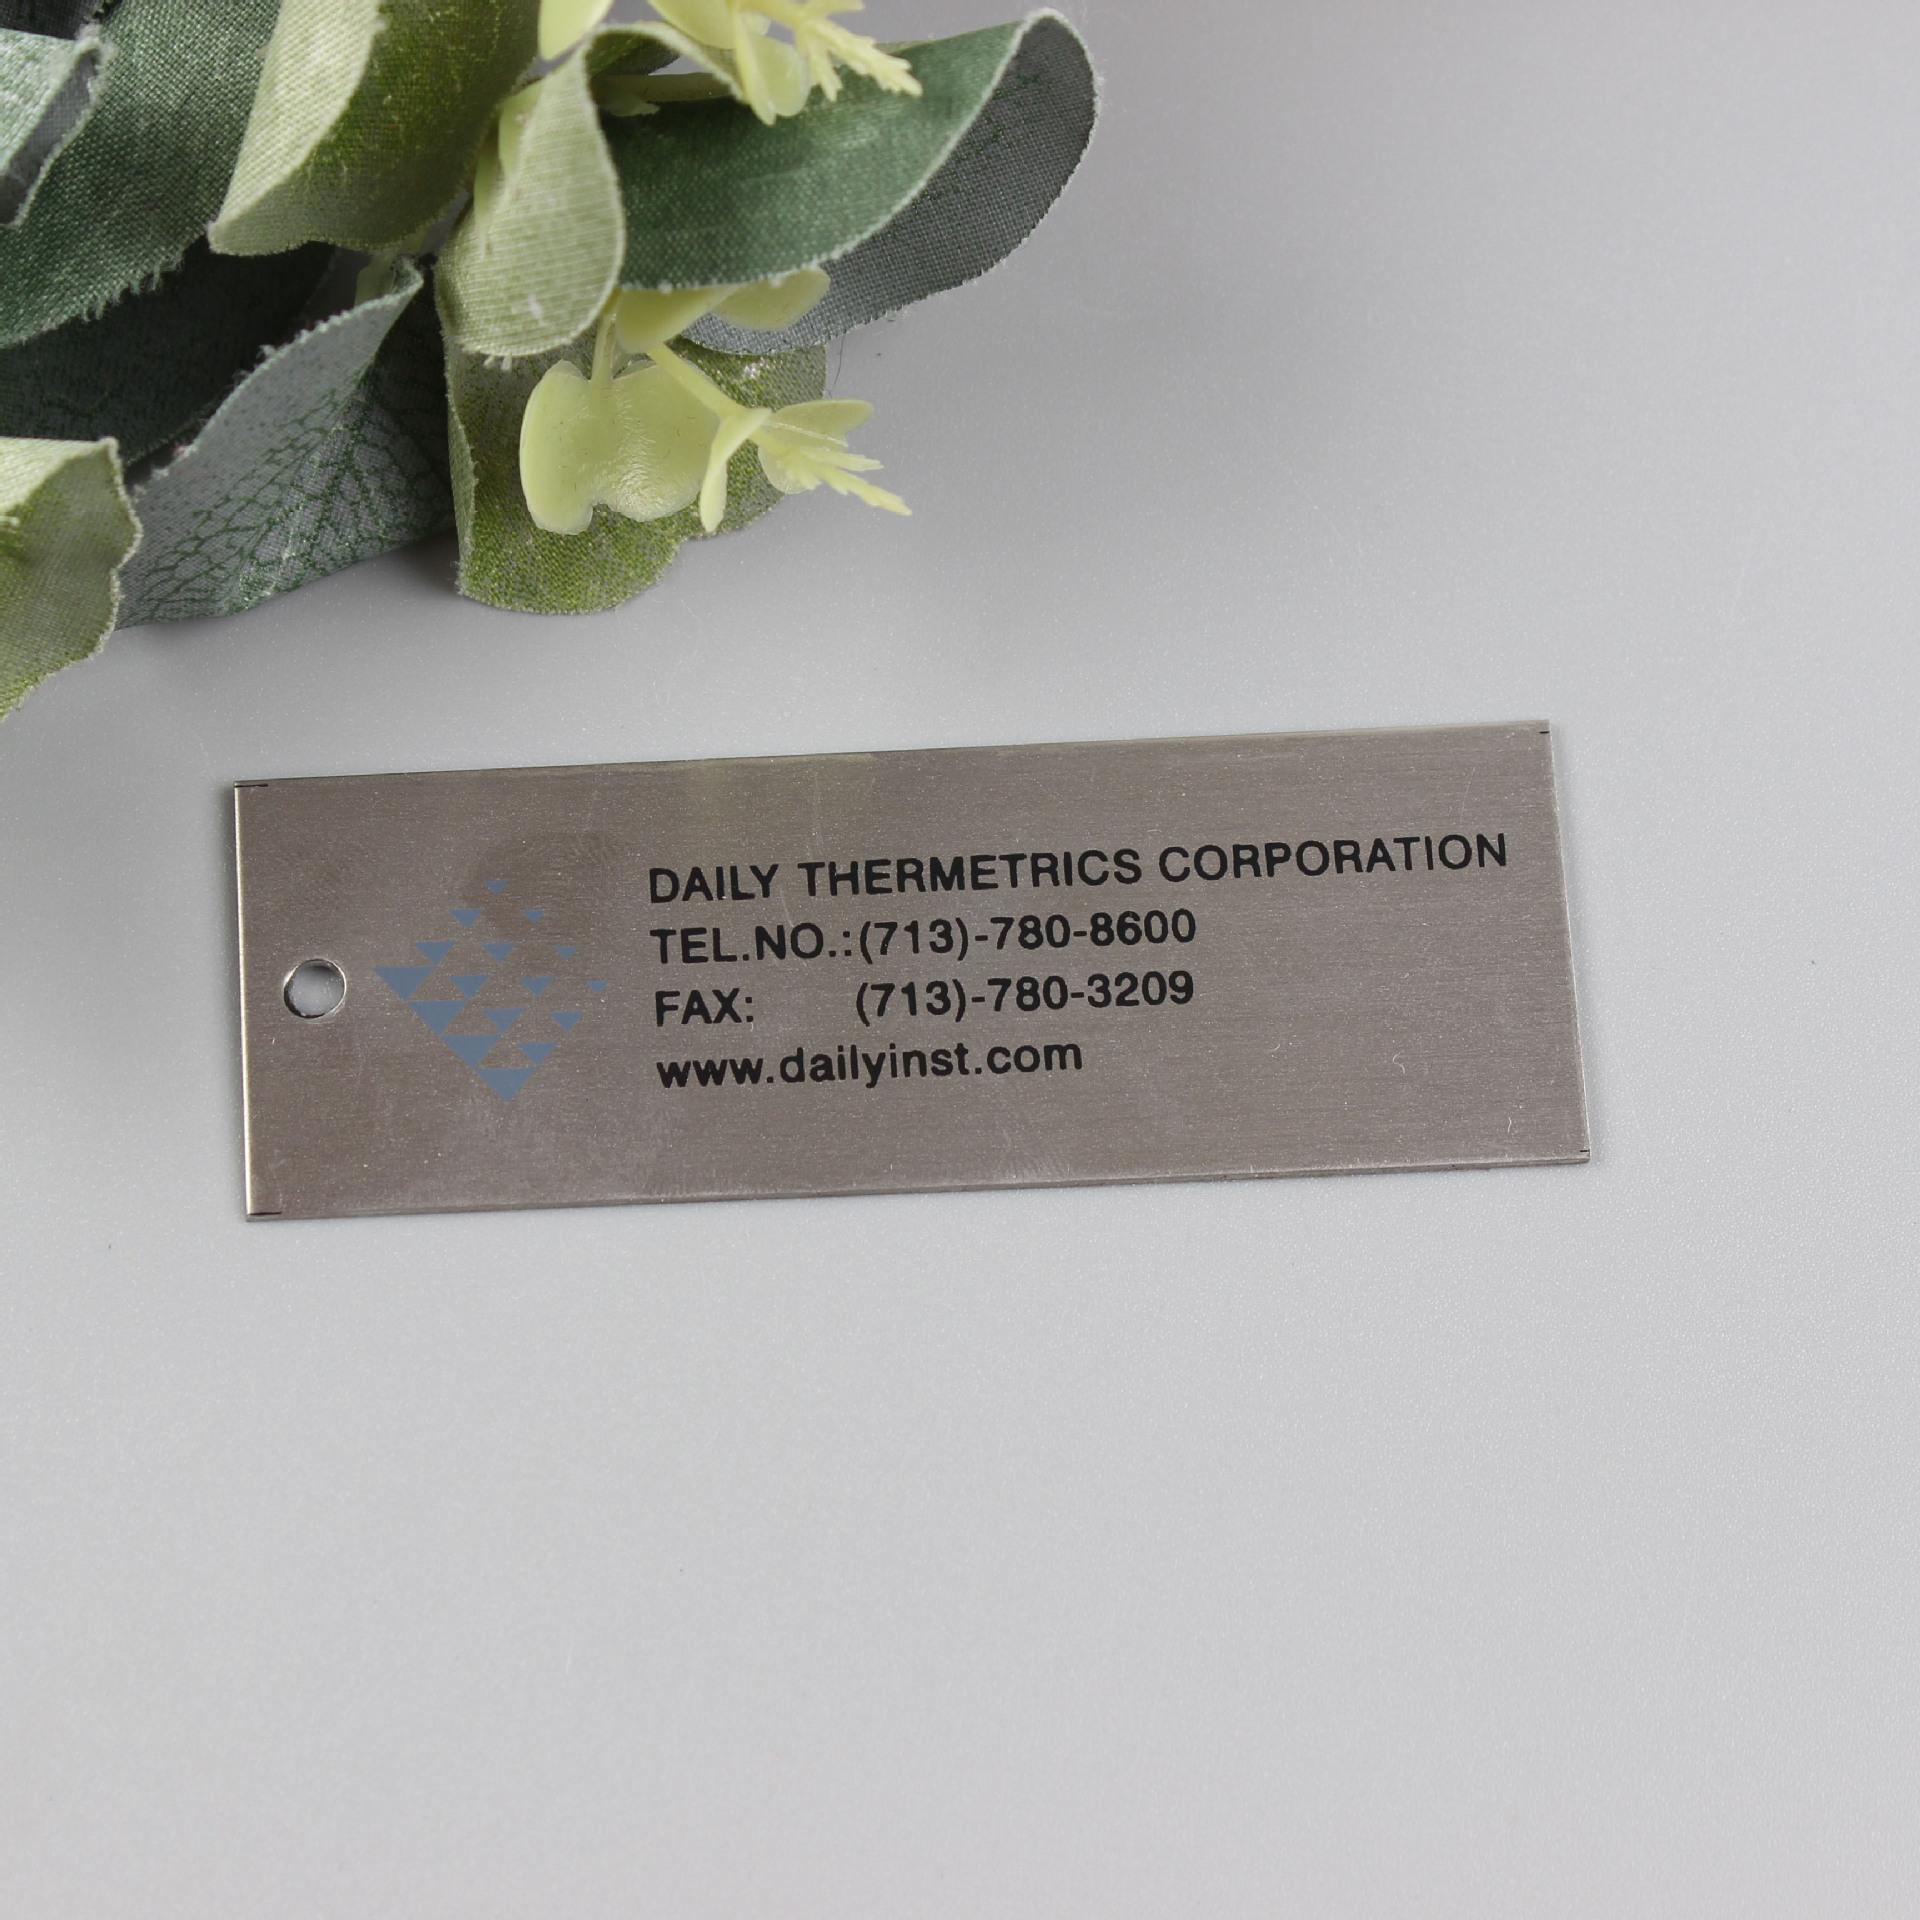 DAILY THERMETRICS CORPORATION
TEL.NO.:(713)-780-8600
FAX: (713)-780-3209
www.dailyinst.com